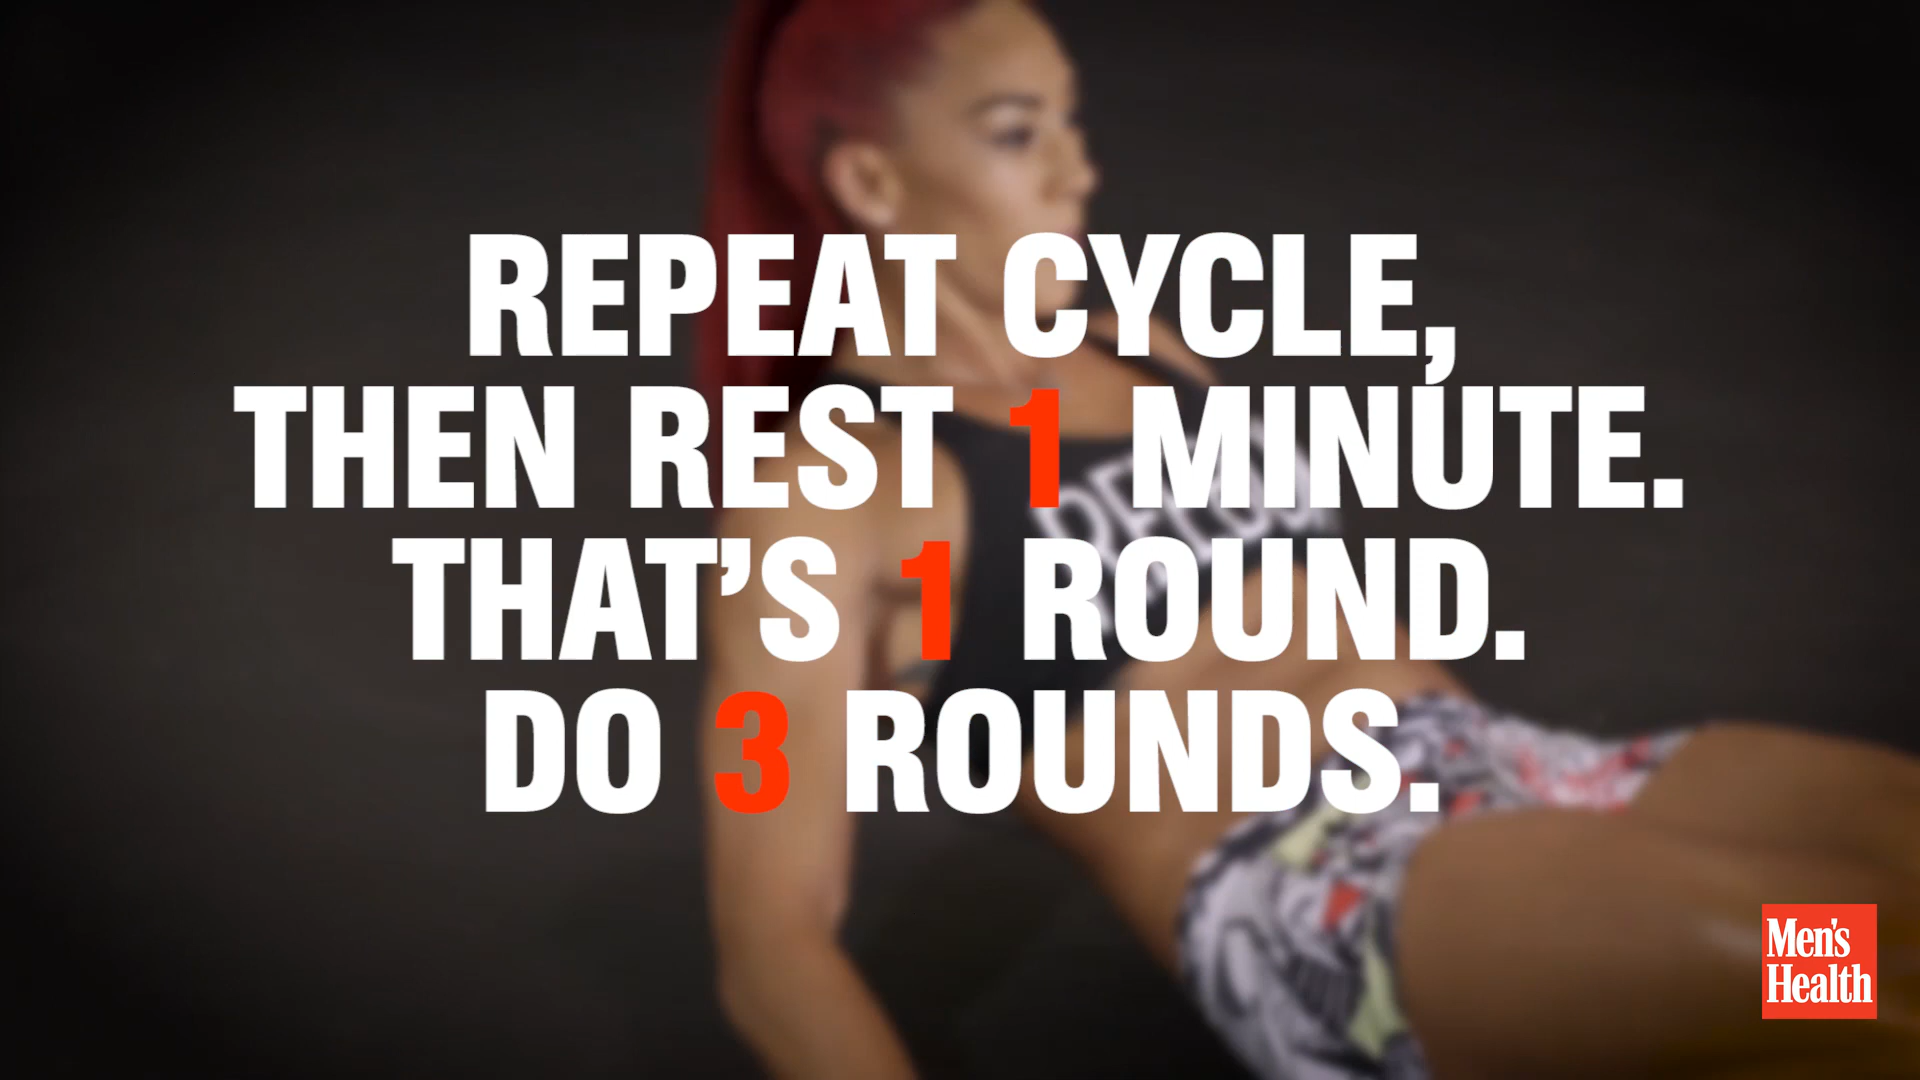 REPEAT CYCLE,
THEN REST 1 MINUTE.
THAT'S 1 ROUND.
DO 3 ROUNDS.
Men's
Health